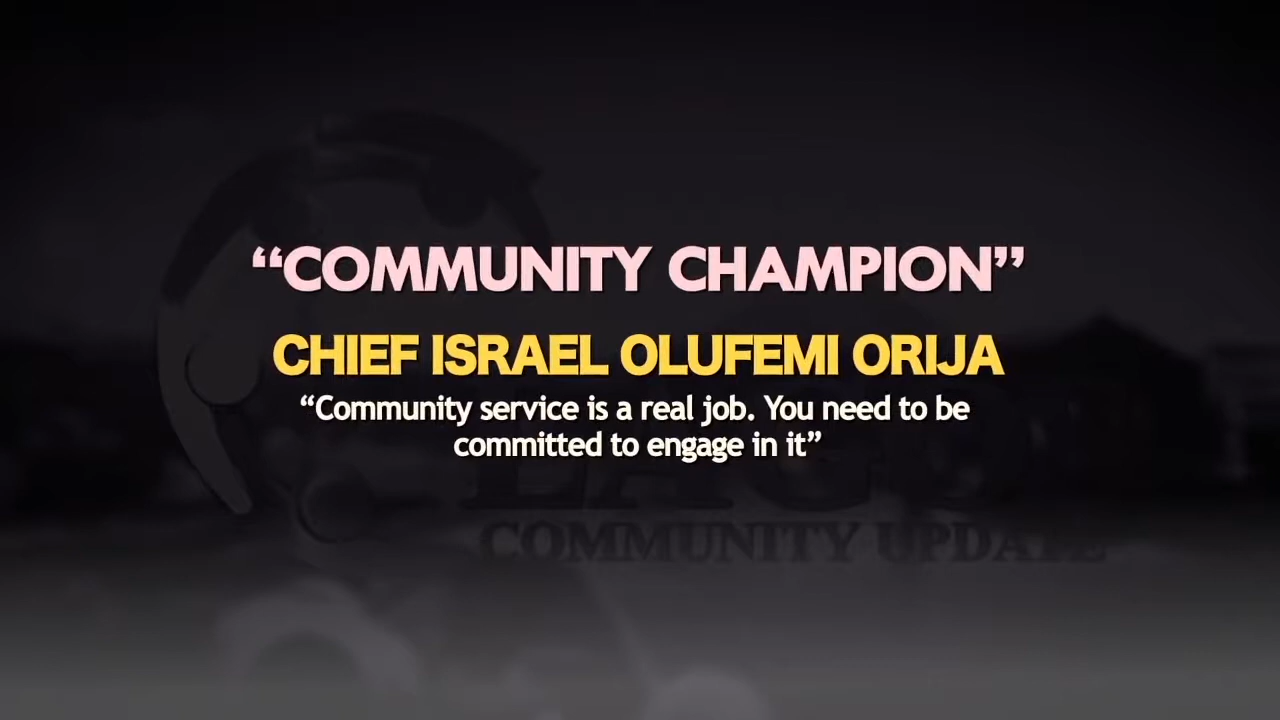 “COMMUNITY CHAMPION”
CHIEF ISRAEL OLUFEMI ORIJA
“Community service is a real job. You need to be
committed to engage in it”
COMMUNITY UPDATE